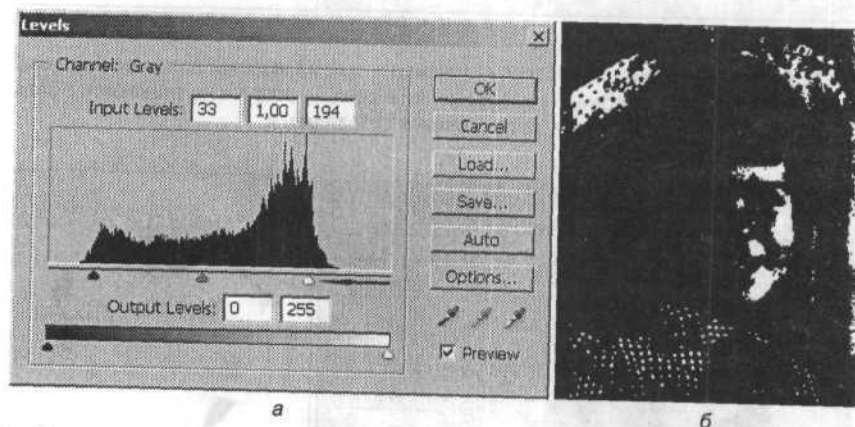 Levels
Channel: Gray
Input Levels: 33 1,00 194
Output Levels: 0 255
OK
Cancel
Load...
Save...
Auto
Options...
Preview
а
б